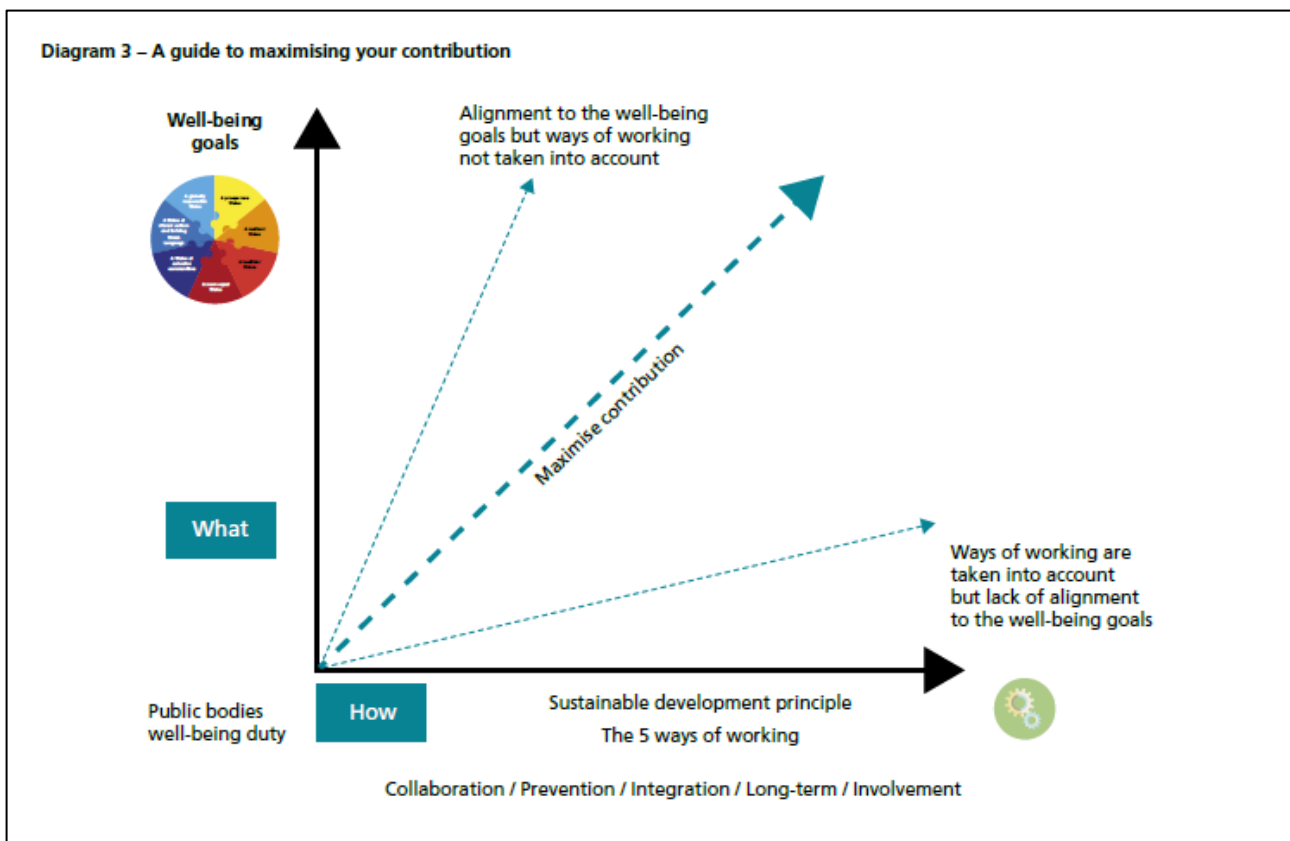 Diagram 3 – A guide to maximising your contribution
Well-being
goals
Alignment to the well-being
goals but ways of working
not taken into account
Maximise contribution
What
Ways of working are
taken into account
but lack of alignment
to the well-being goals
Public bodies
well-being duty
How
Sustainable development principle
The 5 ways of working
Collaboration / Prevention / Integration / Long-term / Involvement